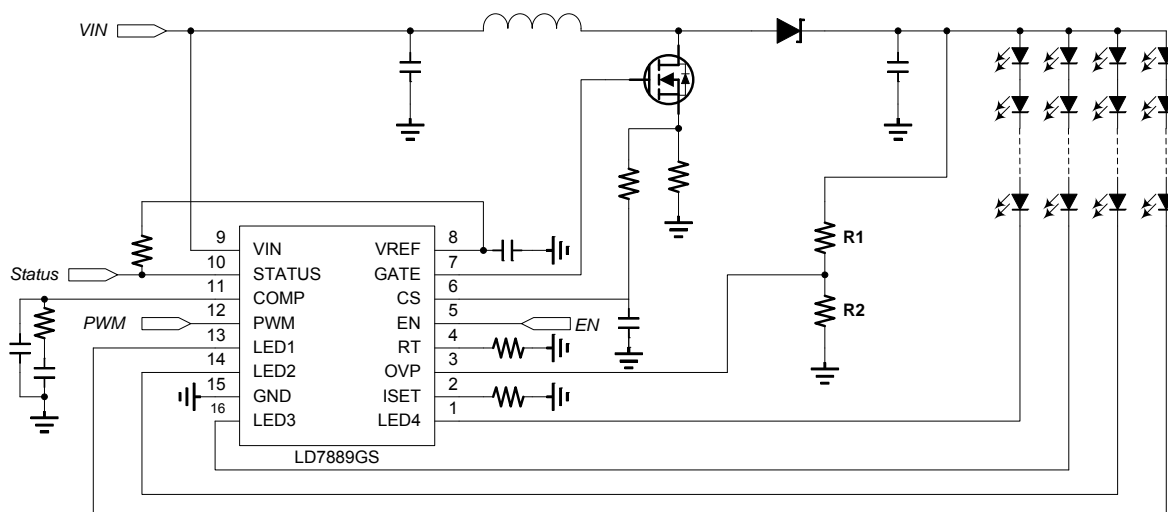 VIN
R1
R2
9 VIN VREF 8
Status 10 STATUS GATE 7
11 COMP CS 6
PWM 12 PWM EN 5 EN
13 LED1 RT 4
14 LED2 OVP 3
15 GND ISET 2
16 LED3 LED4 1
LD7889GS